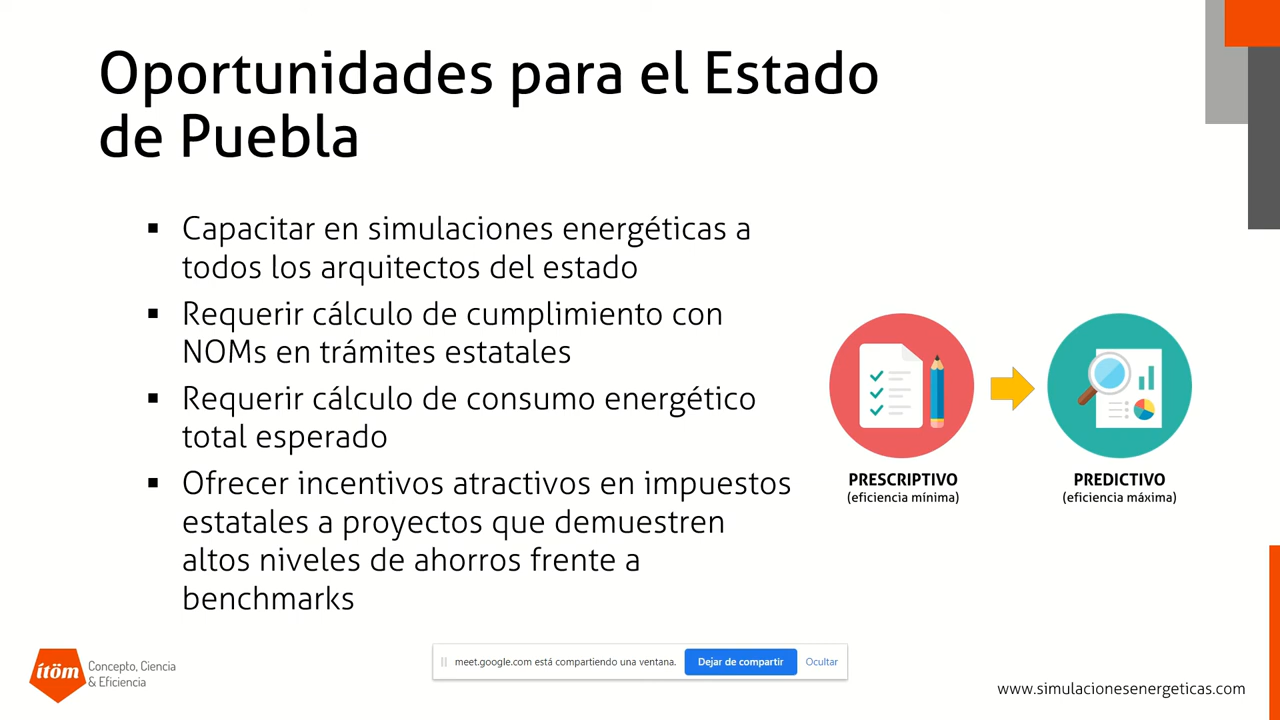 Oportunidades para el Estado
de Puebla
▪ Capacitar en simulaciones energéticas a
todos los arquitectos del estado
▪ Requerir cálculo de cumplimiento con
NOMs en trámites estatales
▪ Requerir cálculo de consumo energético
total esperado
▪ Ofrecer incentivos atractivos en impuestos
estatales a proyectos que demuestren
altos niveles de ahorros frente a
benchmarks
PRESCRIPTIVO
(eficiencia mínima)
PREDICTIVO
(eficiencia máxima)
ítöm
Concepto, Ciencia
& Eficiencia
meet.google.com está compartiendo una ventana.
Dejar de compartir
Ocultar
www.simulacionesenergeticas.com